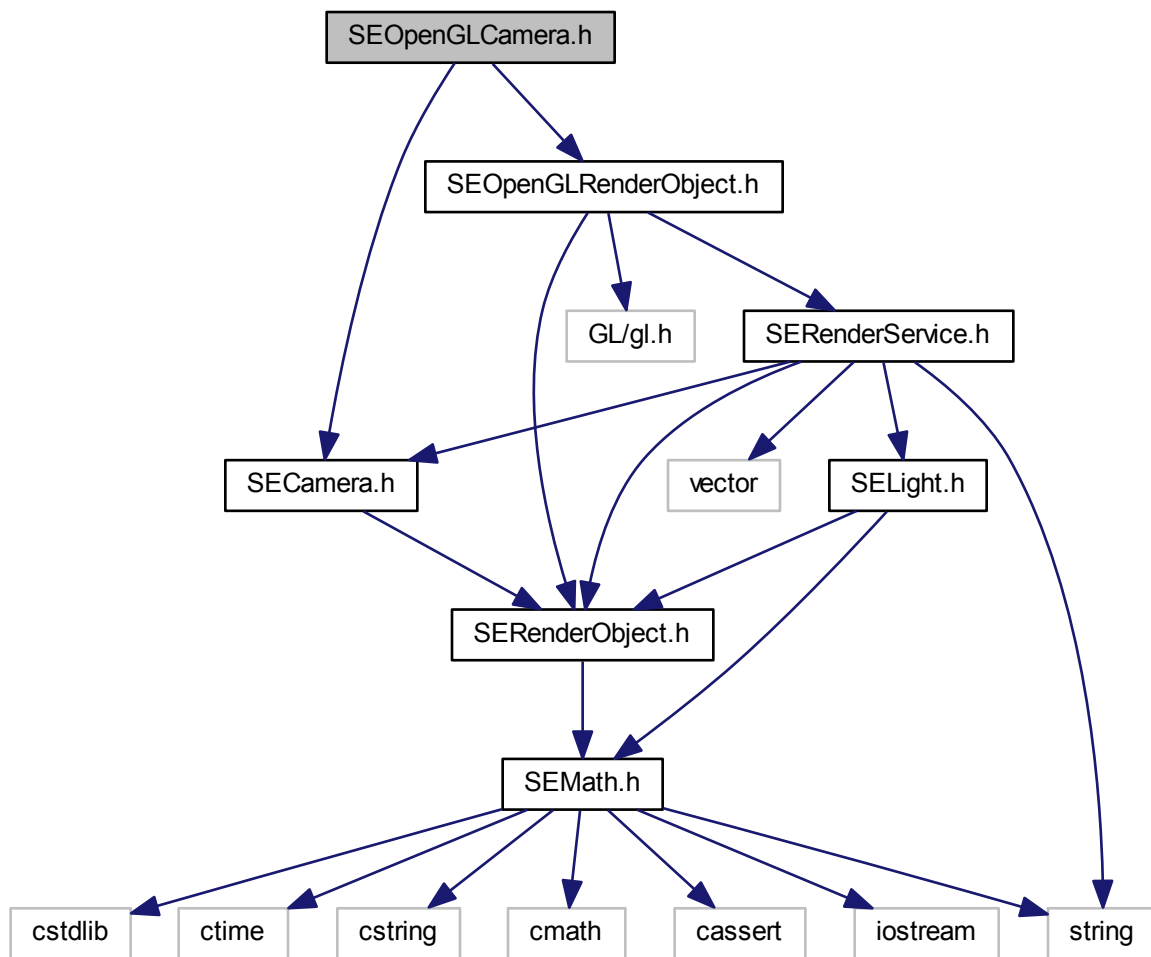 SEOpenGLCamera.h
SEOpenGLRenderObject.h
GL/gl.h
SERenderService.h
SECamera.h
vector
SELight.h
SERenderObject.h
SEMath.h
cstdlib
ctime
cstring
cmath
cassert
iostream
string